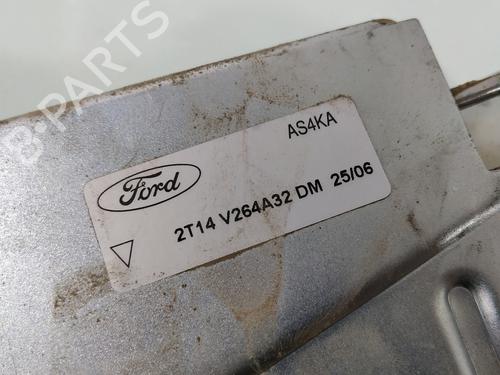 B-PARTS
AS4KA
Ford
2T14 V264A32 DM 25/06